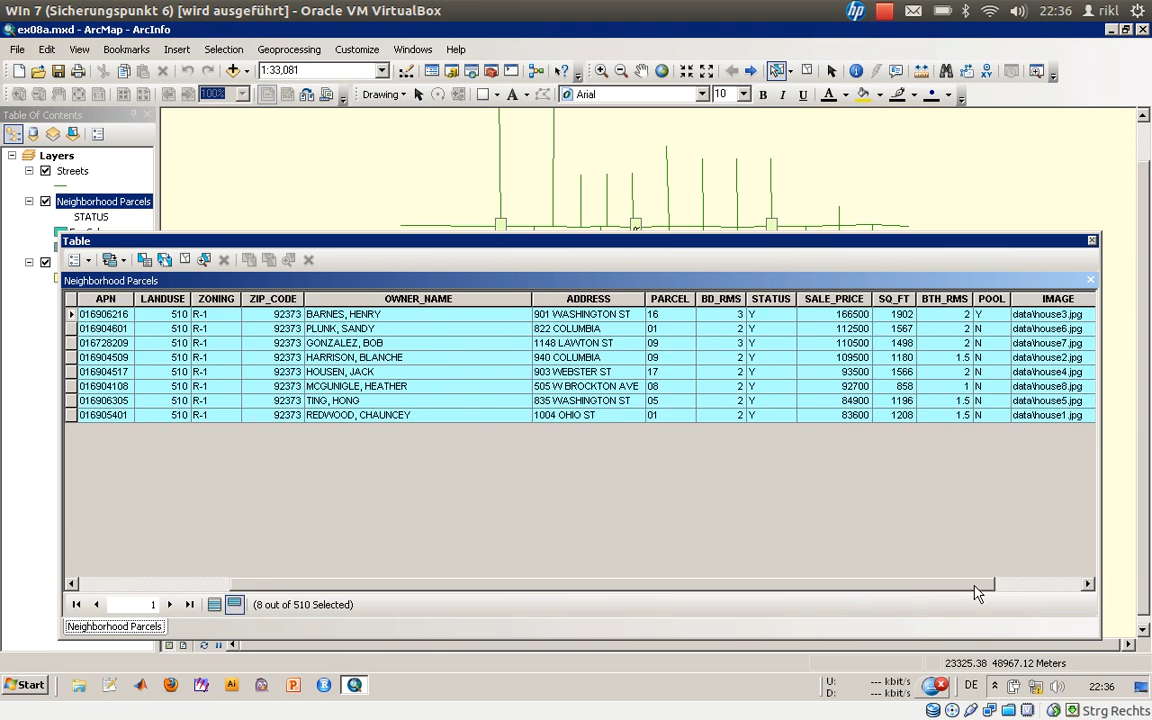 Win 7 (Sicherungspunkt 6) [wird ausgeführt] - Oracle VM VirtualBox
22:36 rikl
ex08a.mxd - ArcMap - ArcInfo
File Edit View Bookmarks Insert Selection Geoprocessing Customize Windows Help
1:33,081
100% Drawing Arial 10 B I U A
Table Of Contents
Layers
Streets
Neighborhood Parcels
STATUS
Table
Neighborhood Parcels
APN LANDUSE ZONING ZIP_CODE OWNER_NAME ADDRESS PARCEL BD_RMS STATUS SALE_PRICE SQ_FT BTH_RMS POOL IMAGE
016906216 510 R-1 92373 BARNES, HENRY 901 WASHINGTON ST 16 3 Y 166500 1902 2 Y data\house3.jpg
016904601 510 R-1 92373 PLUNK, SANDY 822 COLUMBIA 01 2 Y 112500 1567 2 N data\house6.jpg
016728209 510 R-1 92373 GONZALEZ, BOB 1148 LAWTON ST 09 3 Y 110500 1498 2 N data\house7.jpg
016904509 510 R-1 92373 HARRISON, BLANCHE 940 COLUMBIA 09 2 Y 109500 1180 1.5 N data\house2.jpg
016904517 510 R-1 92373 HOUSEN, JACK 903 WEBSTER ST 17 2 Y 93500 1566 2 N data\house4.jpg
016904108 510 R-1 92373 MCGUNIGLE, HEATHER 505 W BROCKTON AVE 08 2 Y 92700 858 1 N data\house8.jpg
016906305 510 R-1 92373 TING, HONG 835 WASHINGTON ST 05 2 Y 84900 1196 1.5 N data\house5.jpg
016905401 510 R-1 92373 REDWOOD, CHAUNCEY 1004 OHIO ST 01 2 Y 83600 1208 1.5 N data\house1.jpg
1 (8 out of 510 Selected)
Neighborhood Parcels
23325.38 48967.12 Meters
Start
U: --- kbit/s
D: --- kbit/s
DE 22:36
Strg Rechts